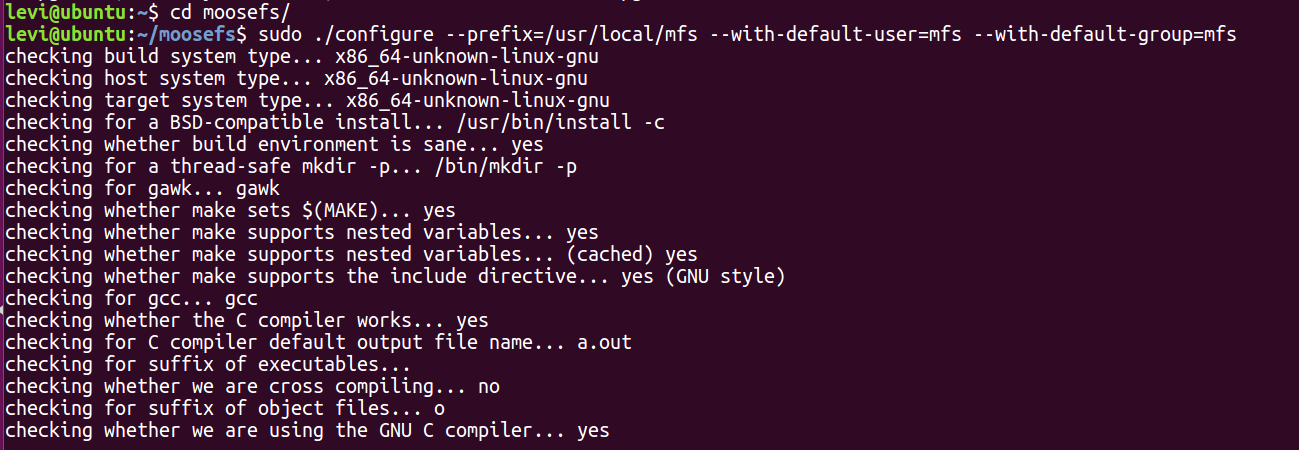 levi@ubuntu:~$ cd moosefs/
levi@ubuntu:~/moosefs$ sudo ./configure --prefix=/usr/local/mfs --with-default-user=mfs --with-default-group=mfs
checking build system type... x86_64-unknown-linux-gnu
checking host system type... x86_64-unknown-linux-gnu
checking target system type... x86_64-unknown-linux-gnu
checking for a BSD-compatible install... /usr/bin/install -c
checking whether build environment is sane... yes
checking for a thread-safe mkdir -p... /bin/mkdir -p
checking for gawk... gawk
checking whether make sets $(MAKE)... yes
checking whether make supports nested variables... yes
checking whether make supports nested variables... (cached) yes
checking whether make supports the include directive... yes (GNU style)
checking for gcc... gcc
checking whether the C compiler works... yes
checking for C compiler default output file name... a.out
checking for suffix of executables...
checking whether we are cross compiling... no
checking for suffix of object files... o
checking whether we are using the GNU C compiler... yes